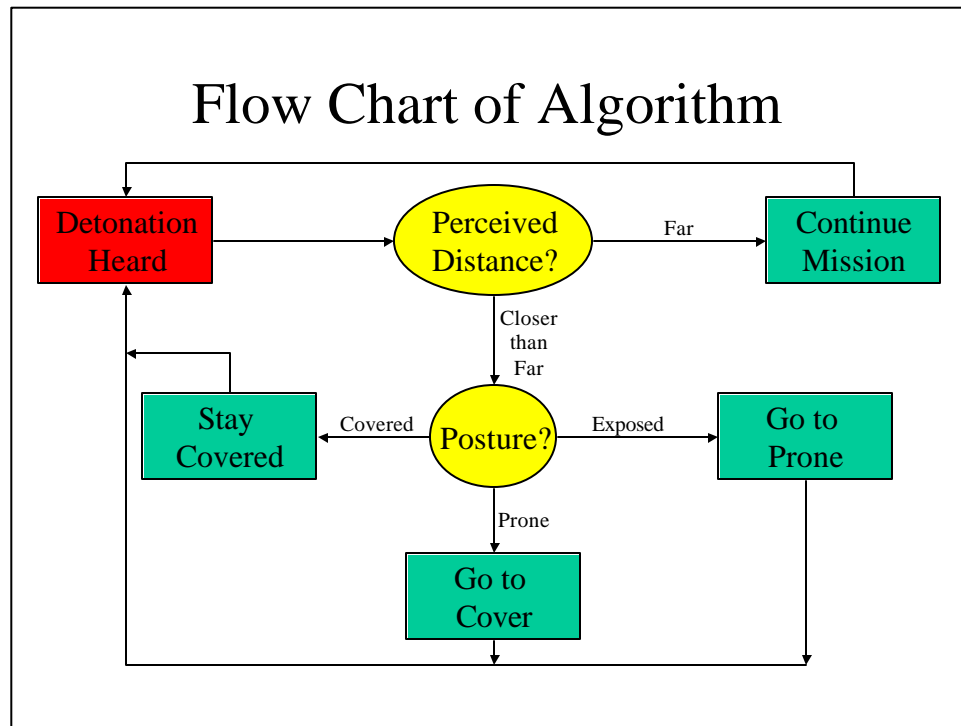 Flow Chart of Algorithm
Detonation
Heard
Perceived
Distance?
Far
Continue
Mission
Closer
than
Far
Stay
Covered
Covered
Posture?
Exposed
Go to
Prone
Prone
Go to
Cover